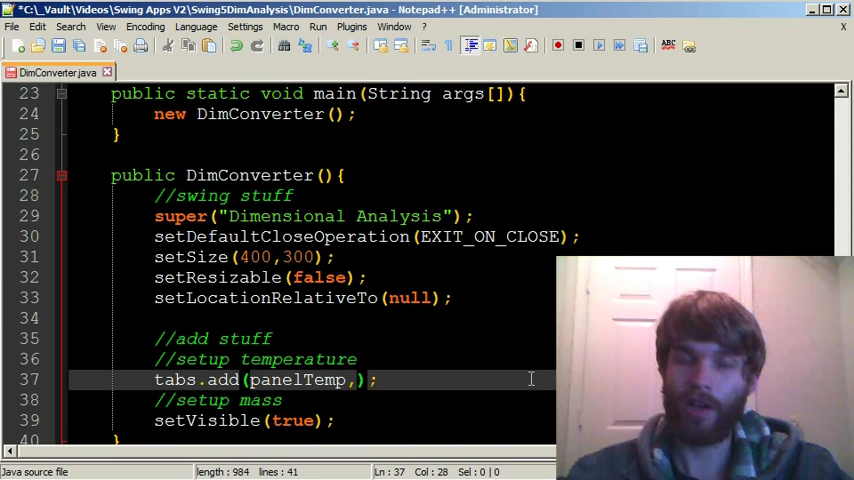 *C:\_Vault\Videos\Swing Apps V2\Swing5DimAnalysis\DimConverter.java - Notepad++ [Administrator]
File Edit Search View Encoding Language Settings Macro Run Plugins Window ? X
DimConverter.java
23 public static void main(String args[]){
24 new DimConverter();
25 }
26
27 public DimConverter(){
28 //swing stuff
29 super("Dimensional Analysis");
30 setDefaultCloseOperation(EXIT_ON_CLOSE);
31 setSize(400,300);
32 setResizable(false);
33 setLocationRelativeTo(null);
34
35 //add stuff
36 //setup temperature
37 tabs.add(panelTemp,);
38 //setup mass
39 setVisible(true);
40 }
Java source file length : 984 lines : 41 Ln : 37 Col : 28 Sel : 0 | 0